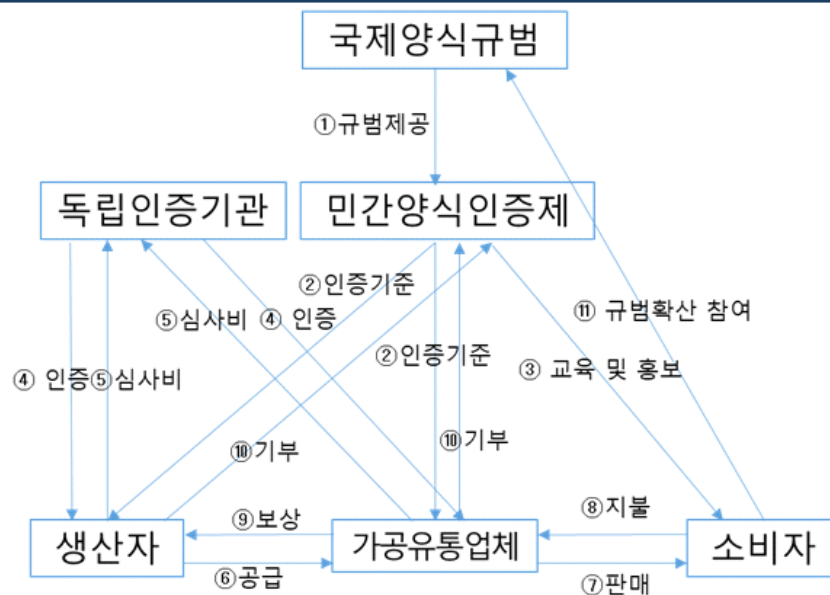 국제양식규범
①규범제공
독립인증기관
민간양식인증제
②인증기준
⑤심사비 ④ 인증
⑪ 규범확산 참여
②인증기준
③ 교육 및 홍보
④ 인증⑤심사비
⑩기부
⑩기부
⑨보상
⑧지불
생산자
가공유통업체
소비자
⑥공급
⑦판매